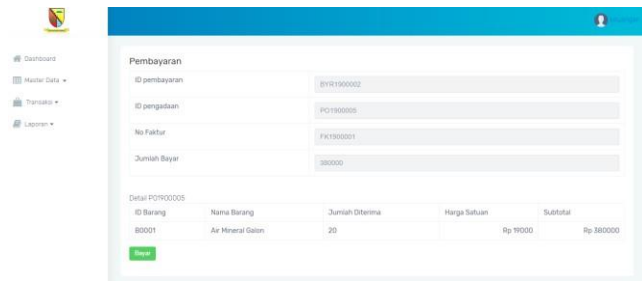 Dashboard
Master Data
Transaksi
Laporan
Pembayaran
ID pembayaran
BYR1900002
ID pengadaan
PO1900005
No Faktur
FK1900001
Jumlah Bayar
380000
Detail PO1900005
ID Barang Nama Barang Jumlah Diterima Harga Satuan Subtotal
B0001 Air Mineral Galon 20 Rp 19000 Rp 380000
Bayar